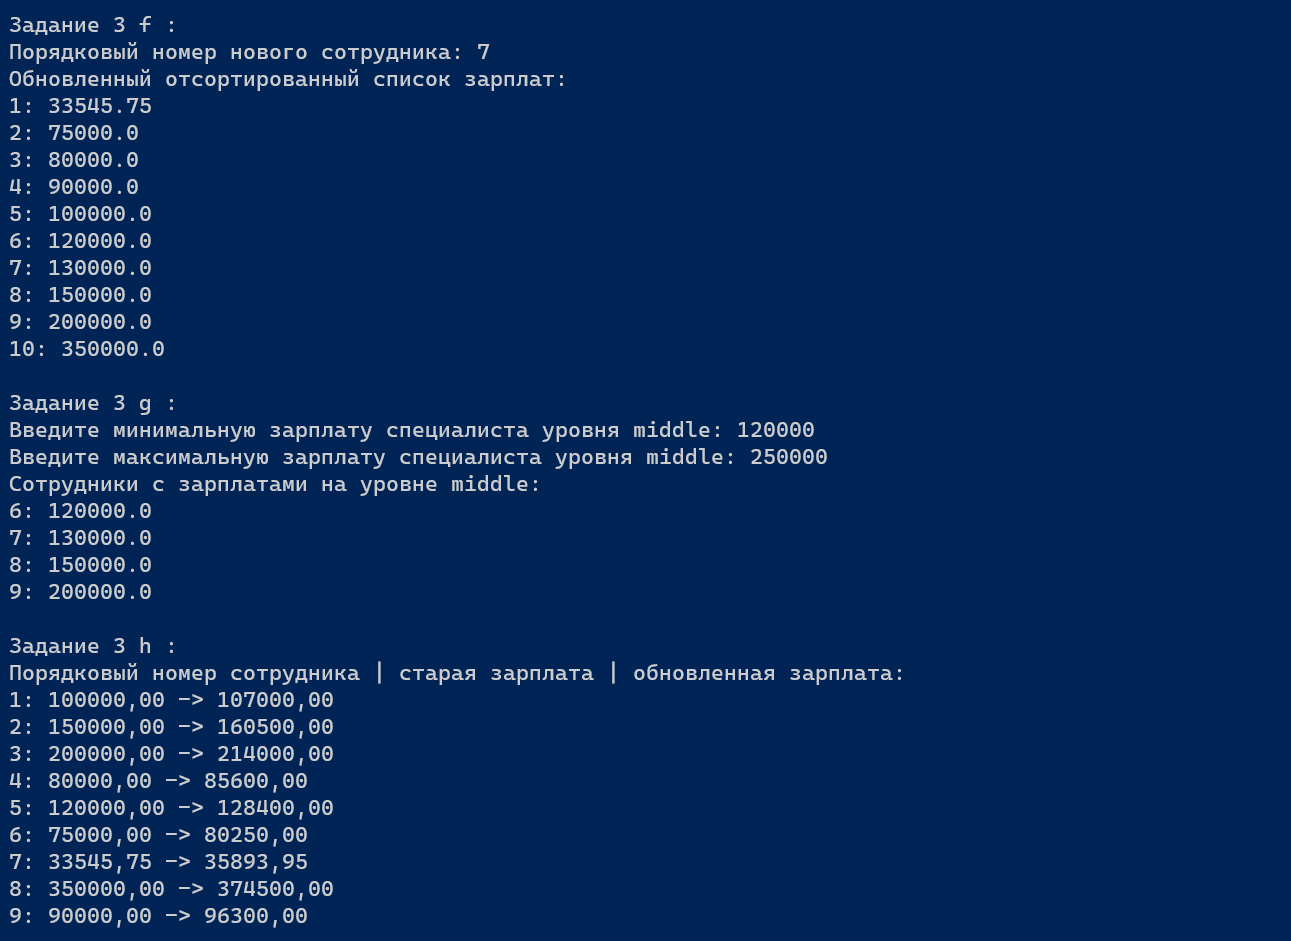 Задание 3 f :
Порядковый номер нового сотрудника: 7
Обновленный отсортированный список зарплат:
1: 33545.75
2: 75000.0
3: 80000.0
4: 90000.0
5: 100000.0
6: 120000.0
7: 130000.0
8: 150000.0
9: 200000.0
10: 350000.0
Задание 3 g :
Введите минимальную зарплату специалиста уровня middle: 120000
Введите максимальную зарплату специалиста уровня middle: 250000
Сотрудники с зарплатами на уровне middle:
6: 120000.0
7: 130000.0
8: 150000.0
9: 200000.0
Задание 3 h :
Порядковый номер сотрудника | старая зарплата | обновленная зарплата:
1: 100000,00 -> 107000,00
2: 150000,00 -> 160500,00
3: 200000,00 -> 214000,00
4: 80000,00 -> 85600,00
5: 120000,00 -> 128400,00
6: 75000,00 -> 80250,00
7: 33545,75 -> 35893,95
8: 350000,00 -> 374500,00
9: 90000,00 -> 96300,00